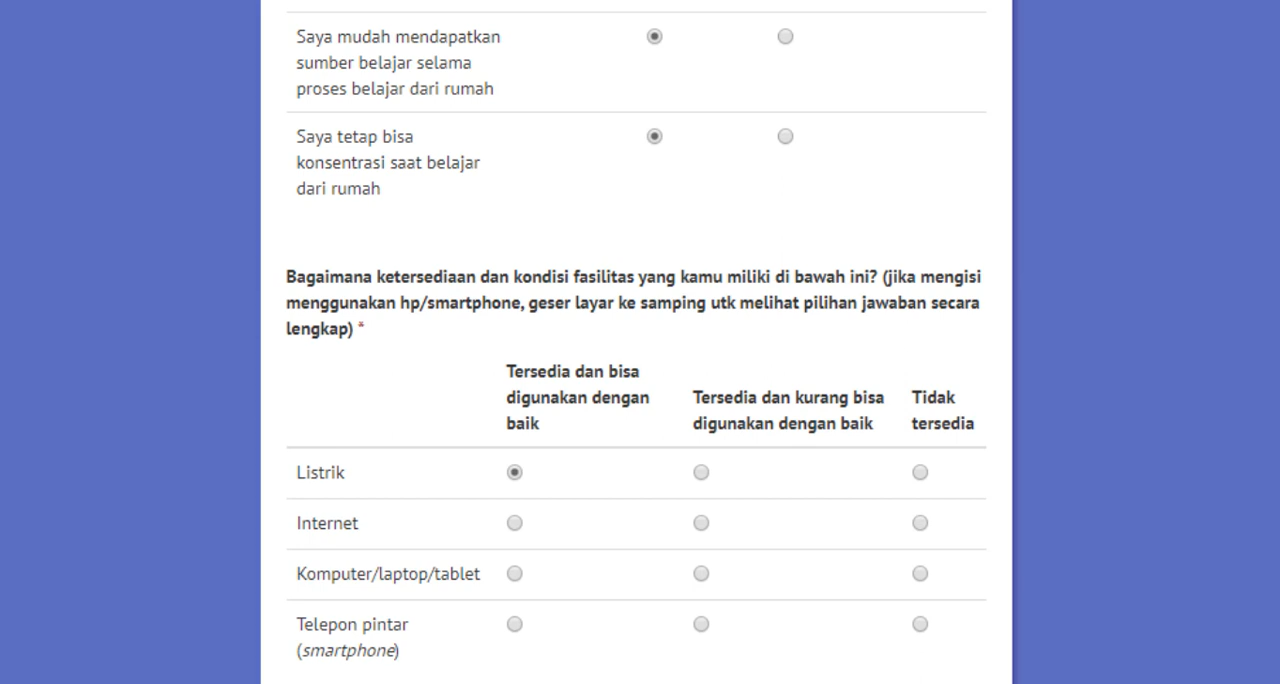 Saya mudah mendapatkan
sumber belajar selama
proses belajar dari rumah
Saya tetap bisa
konsentrasi saat belajar
dari rumah
Bagaimana ketersediaan dan kondisi fasilitas yang kamu miliki di bawah ini? (jika mengisi
menggunakan hp/smartphone, geser layar ke samping utk melihat pilihan jawaban secara
lengkap) *
Tersedia dan bisa
digunakan dengan
baik
Tersedia dan kurang bisa
digunakan dengan baik
Tidak
tersedia
Listrik
Internet
Komputer/laptop/tablet
Telepon pintar
(smartphone)